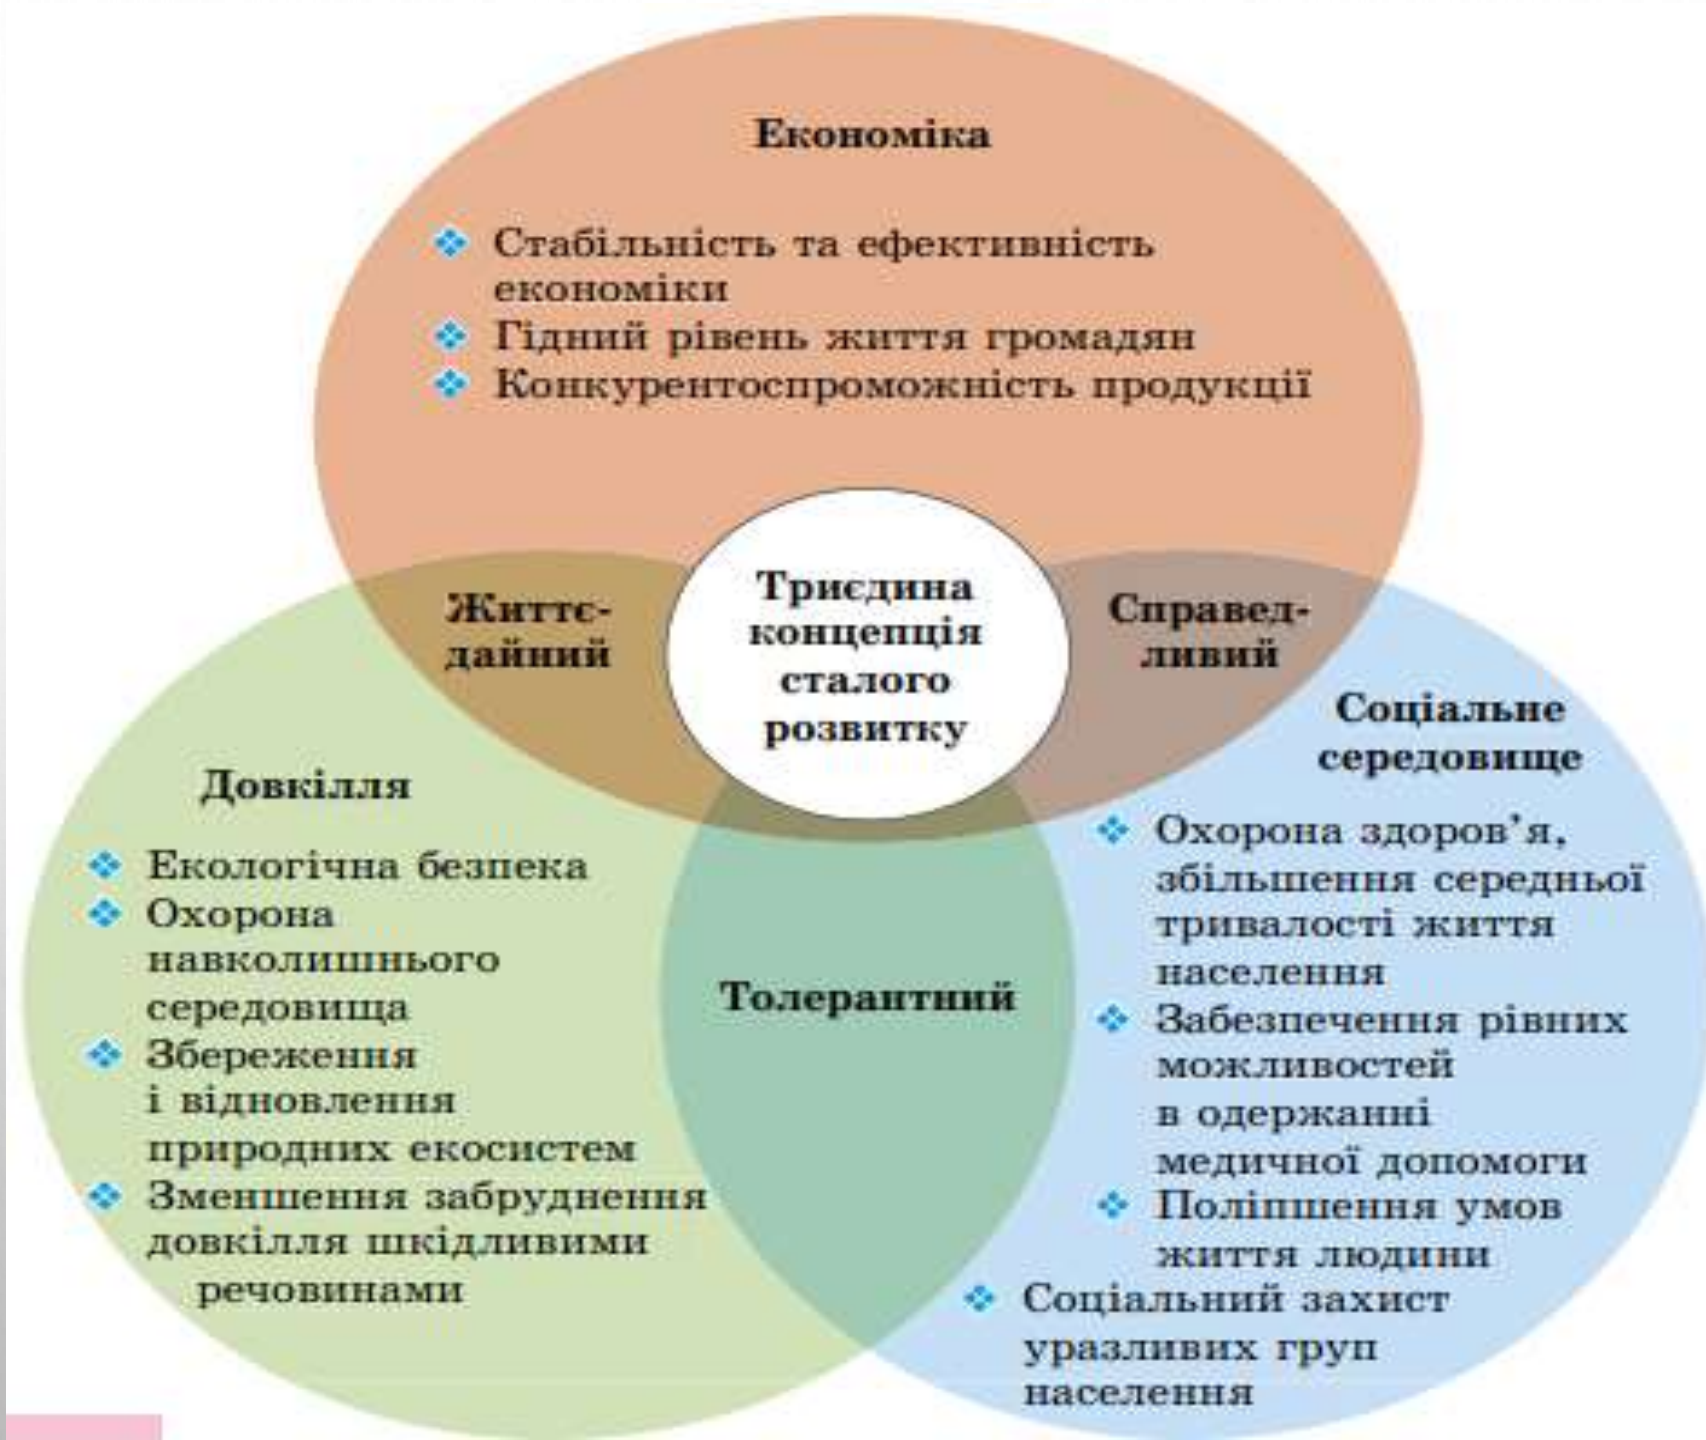 Економіка
Стабільність та ефективність
економіки
Гідний рівень життя громадян
Конкурентоспроможність продукції
Життє-
дайний
Триєдина
концепція
сталого
розвитку
Справед-
ливий
Довкілля
Екологічна безпека
Охорона
навколишнього
середовища
Збереження
і відновлення
природних екосистем
Зменшення забруднення
довкілля шкідливими
речовинами
Толерантний
Соціальне
середовище
Охорона здоров’я,
збільшення середньої
тривалості життя
населення
Забезпечення рівних
можливостей
в одержанні
медичної допомоги
Поліпшення умов
життя людини
Соціальний захист
уразливих груп
населення